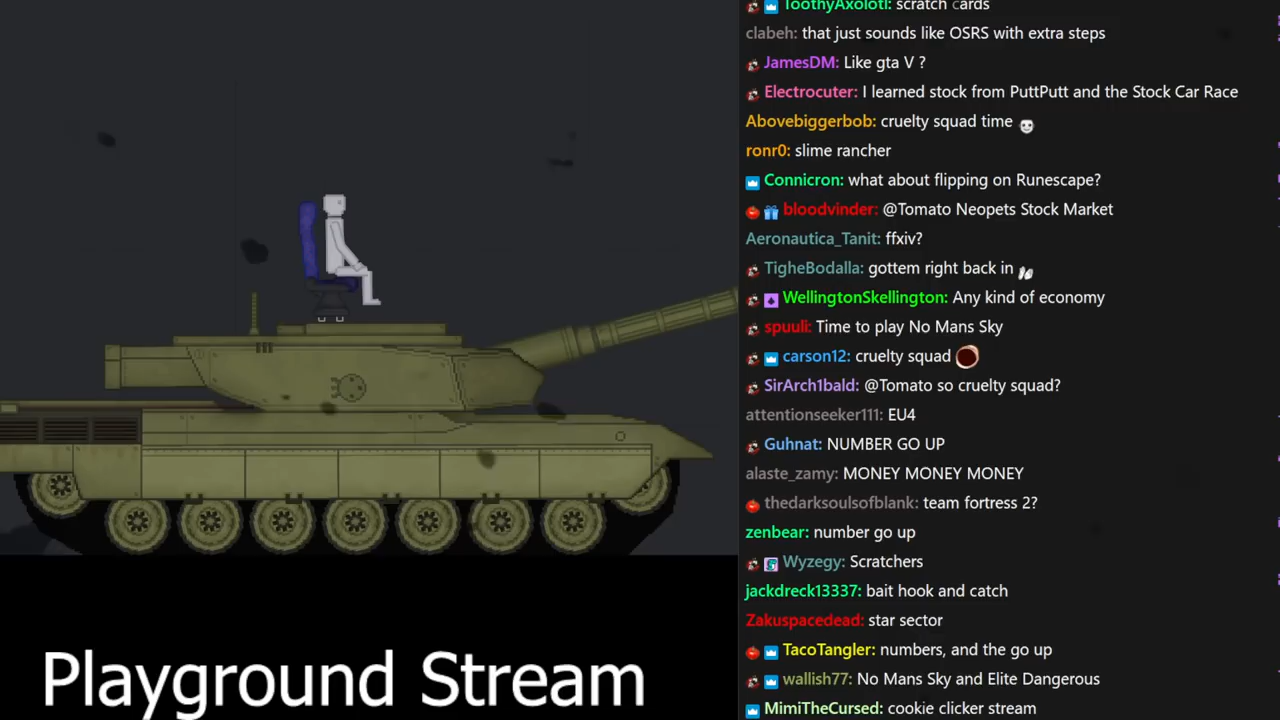 ToothyAxolotl: scratch cards
clabeh: that just sounds like OSRS with extra steps
JamesDM: Like gta V ?
Electrocuter: I learned stock from PuttPutt and the Stock Car Race
Abovebiggerbob: cruelty squad time
ronr0: slime rancher
Connicron: what about flipping on Runescape?
bloodvinder: @Tomato Neopets Stock Market
Aeronautica_Tanit: ffxiv?
TigheBodalla: gottem right back in
WellingtonSkellington: Any kind of economy
spuuli: Time to play No Mans Sky
carson12: cruelty squad
SirArch1bald: @Tomato so cruelty squad?
attentionseeker111: EU4
Guhnat: NUMBER GO UP
alaste_zamy: MONEY MONEY MONEY
thedarksoulsofblank: team fortress 2?
zenbear: number go up
Wyzegy: Scratchers
jackdreck13337: bait hook and catch
Zakuspacedead: star sector
TacoTangler: numbers, and the go up
wallish77: No Mans Sky and Elite Dangerous
MimiTheCursed: cookie clicker stream
Playground Stream